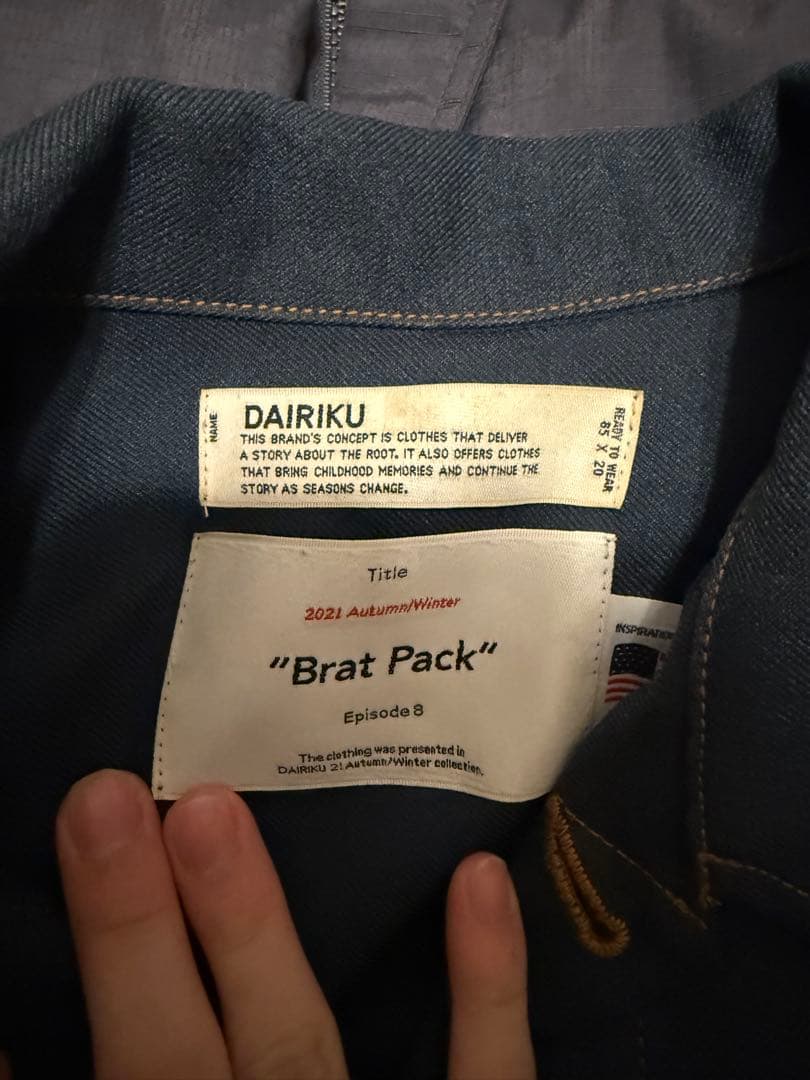 NAME
DAIRIKU
THIS BRAND'S CONCEPT IS CLOTHES THAT DELIVER
A STORY ABOUT THE ROOT. IT ALSO OFFERS CLOTHES
THAT BRING CHILDHOOD MEMORIES AND CONTINUE THE
STORY AS SEASONS CHANGE.
READY TO WEAR
85 X 20
Title
2021 Autumn/Winter
"Brat Pack"
Episode 8
The clothing was presented in
DAIRIKU 21 Autumn/Winter collection.
INSPIRATIO